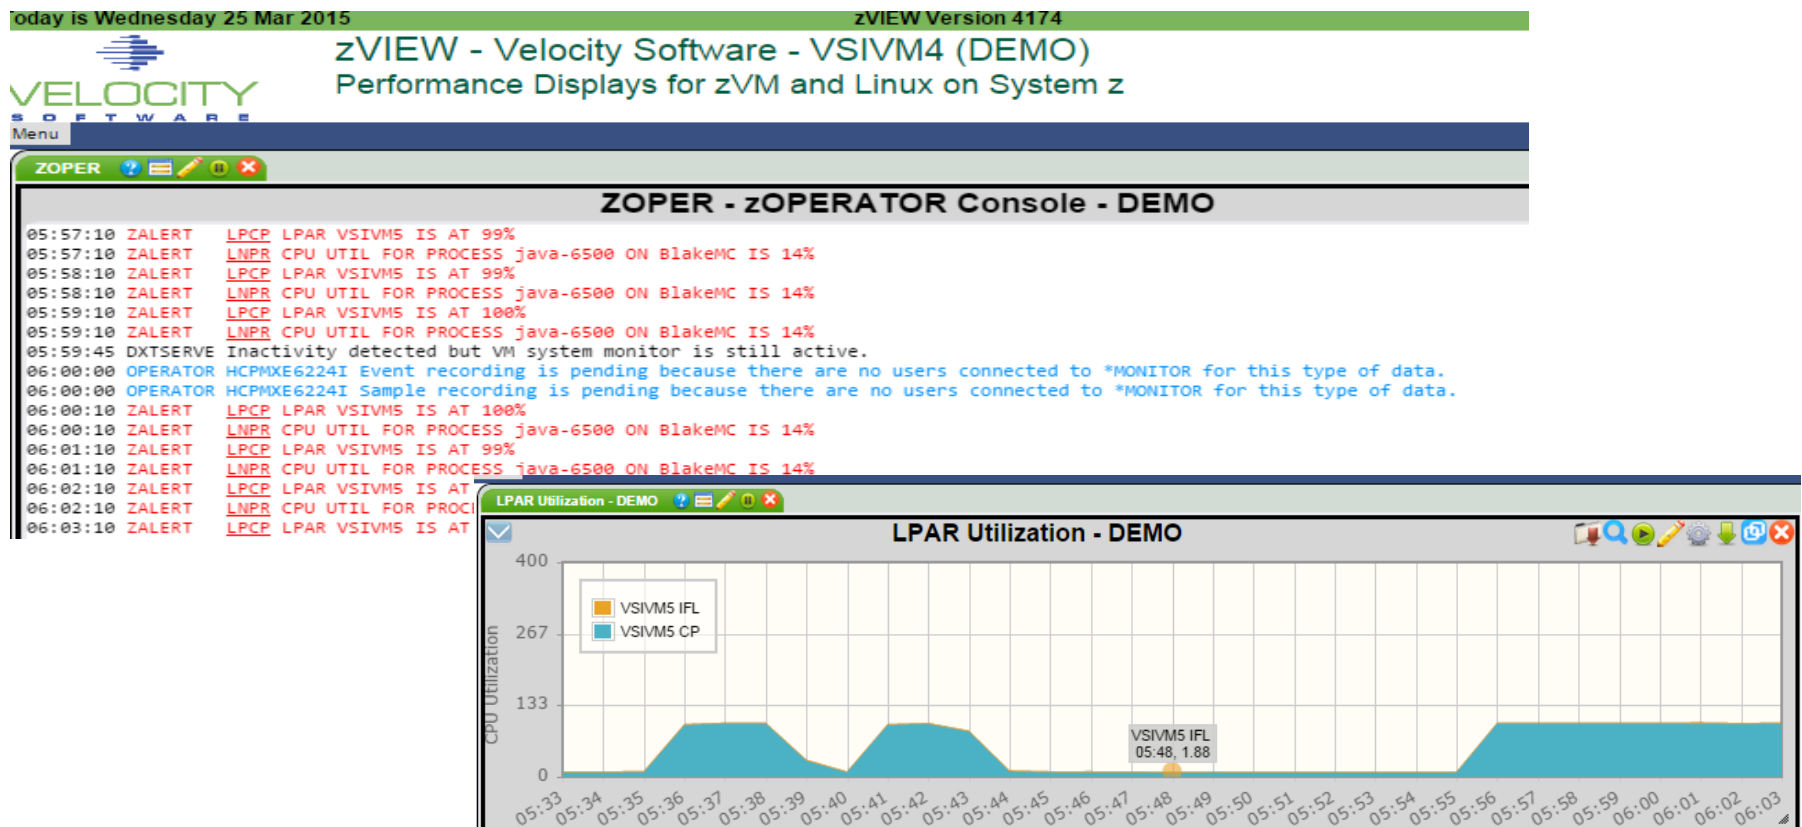 oday is Wednesday 25 Mar 2015
zVIEW Version 4174
zVIEW - Velocity Software - VSIVM4 (DEMO)
Performance Displays for zVM and Linux on System z
VELOCITY
SOFTWARE
Menu
ZOPER
ZOPER - zOPERATOR Console - DEMO
05:57:10 ZALERT LPCP LPAR VSIVM5 IS AT 99%
05:57:10 ZALERT LNPR CPU UTIL FOR PROCESS java-6500 ON BlakeMC IS 14%
05:58:10 ZALERT LPCP LPAR VSIVM5 IS AT 99%
05:58:10 ZALERT LNPR CPU UTIL FOR PROCESS java-6500 ON BlakeMC IS 14%
05:59:10 ZALERT LPCP LPAR VSIVM5 IS AT 100%
05:59:10 ZALERT LNPR CPU UTIL FOR PROCESS java-6500 ON BlakeMC IS 14%
05:59:45 DXTSERVE Inactivity detected but VM system monitor is still active.
06:00:00 OPERATOR HCPMXE6224I Event recording is pending because there are no users connected to *MONITOR for this type of data.
06:00:00 OPERATOR HCPMXE6224I Sample recording is pending because there are no users connected to *MONITOR for this type of data.
06:00:10 ZALERT LPCP LPAR VSIVM5 IS AT 100%
06:00:10 ZALERT LNPR CPU UTIL FOR PROCESS java-6500 ON BlakeMC IS 14%
06:01:10 ZALERT LPCP LPAR VSIVM5 IS AT 99%
06:01:10 ZALERT LNPR CPU UTIL FOR PROCESS java-6500 ON BlakeMC IS 14%
06:02:10 ZALERT LPCP LPAR VSIVM5 IS AT
06:02:10 ZALERT LNPR CPU UTIL FOR PROC
06:03:10 ZALERT LPCP LPAR VSIVM5 IS AT
LPAR Utilization - DEMO
LPAR Utilization - DEMO
400
267
133
0
CPU Utilization
VSIVM5 IFL
VSIVM5 CP
VSIVM5 IFL
05:48, 1.88
05:33 05:34 05:35 05:36 05:37 05:38 05:39 05:40 05:41 05:42 05:43 05:44 05:45 05:46 05:47 05:48 05:49 05:50 05:51 05:52 05:53 05:54 05:55 05:56 05:57 05:58 05:59 06:00 06:01 06:02 06:03